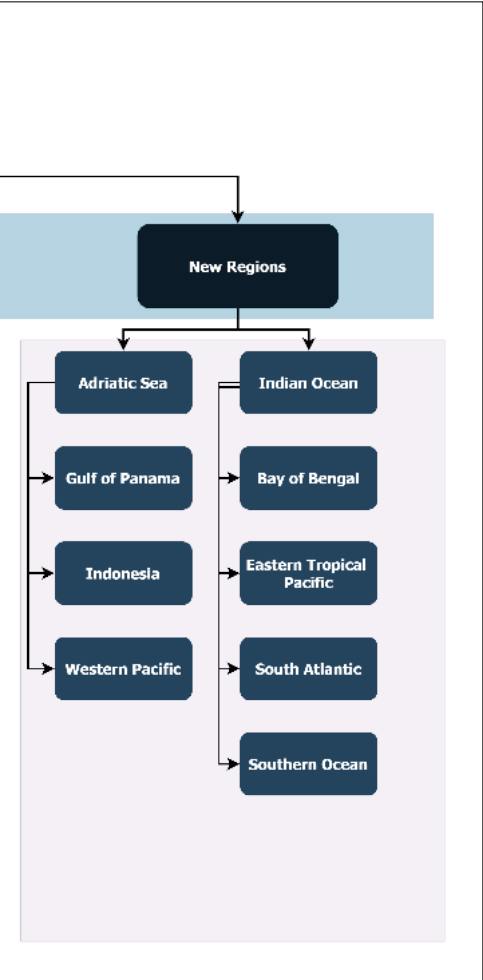 New Regions
Adriatic Sea
Gulf of Panama
Indonesia
Western Pacific
Indian Ocean
Bay of Bengal
Eastern Tropical
Pacific
South Atlantic
Southern Ocean